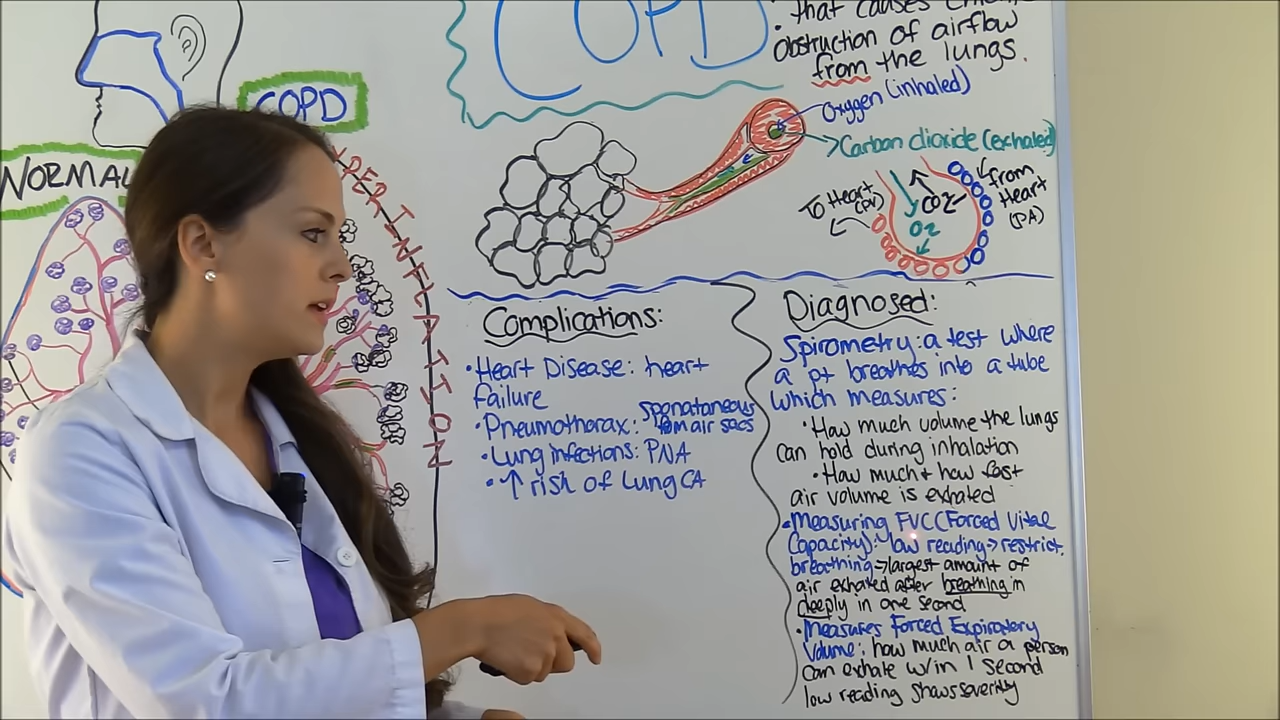 COPD
• that causes
• obstruction of airflow
from the lungs.
COPD
NORMAL
HYPERINFLATION
Oxygen (inhaled)
Carbon dioxide (exhaled)
To Heart
(PV)
CO2
O2
from
Heart
(PA)
Complications:
• Heart Disease: heart
failure
• Pneumothorax: sponataneous
from air sacs
• Lung infections: PNA
• ↑ risk of Lung CA
Diagnosed:
Spirometry: a test where
a pt breathes into a tube
which measures:
• How much volume the lungs
can hold during inhalation
• How much + how fast
air volume is exhaled
• Measuring FVC (Forced Vital
Capacity): low reading → restrict.
breathing → largest amount of
air exhaled after breathing in
deeply in one second
• Measures Forced Expiratory
Volume: how much air a person
can exhale w/in 1 second
low reading shows severity